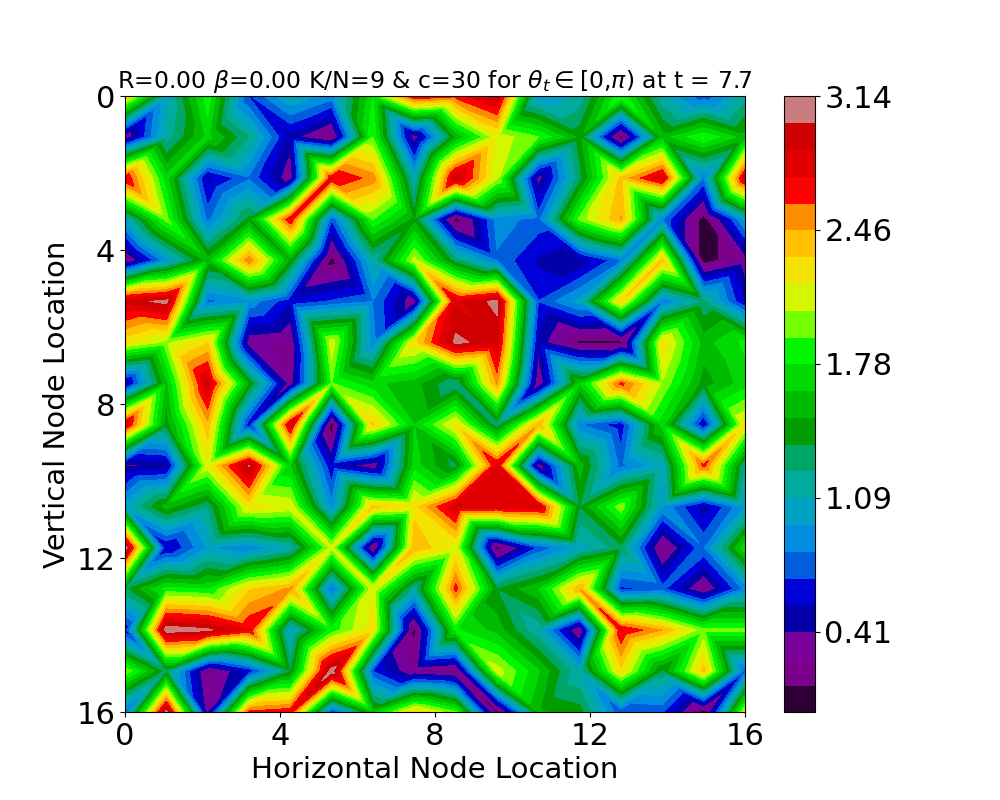 R=0.00 β=0.00 K/N=9 & c=30 for θₜ∈[0,π) at t = 7.7
0
4
8
12
16
Vertical Node Location
0 4 8 12 16
Horizontal Node Location
3.14
2.46
1.78
1.09
0.41